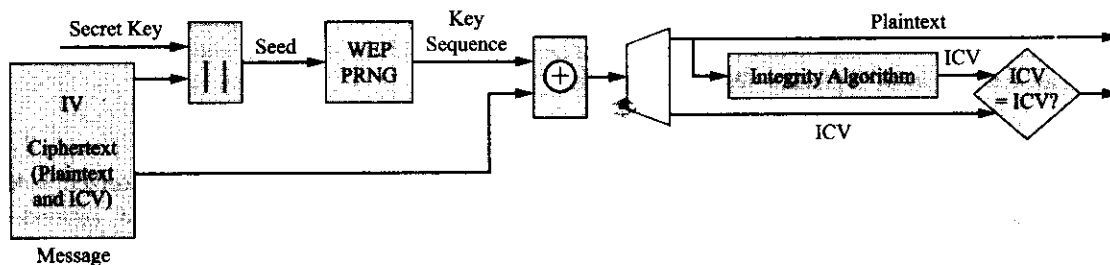 Secret Key
||
Seed
WEP
PRNG
Key
Sequence
+
Plaintext
Integrity Algorithm
ICV
ICV
= ICV?
ICV
IV
Ciphertext
(Plaintext
and ICV)
Message